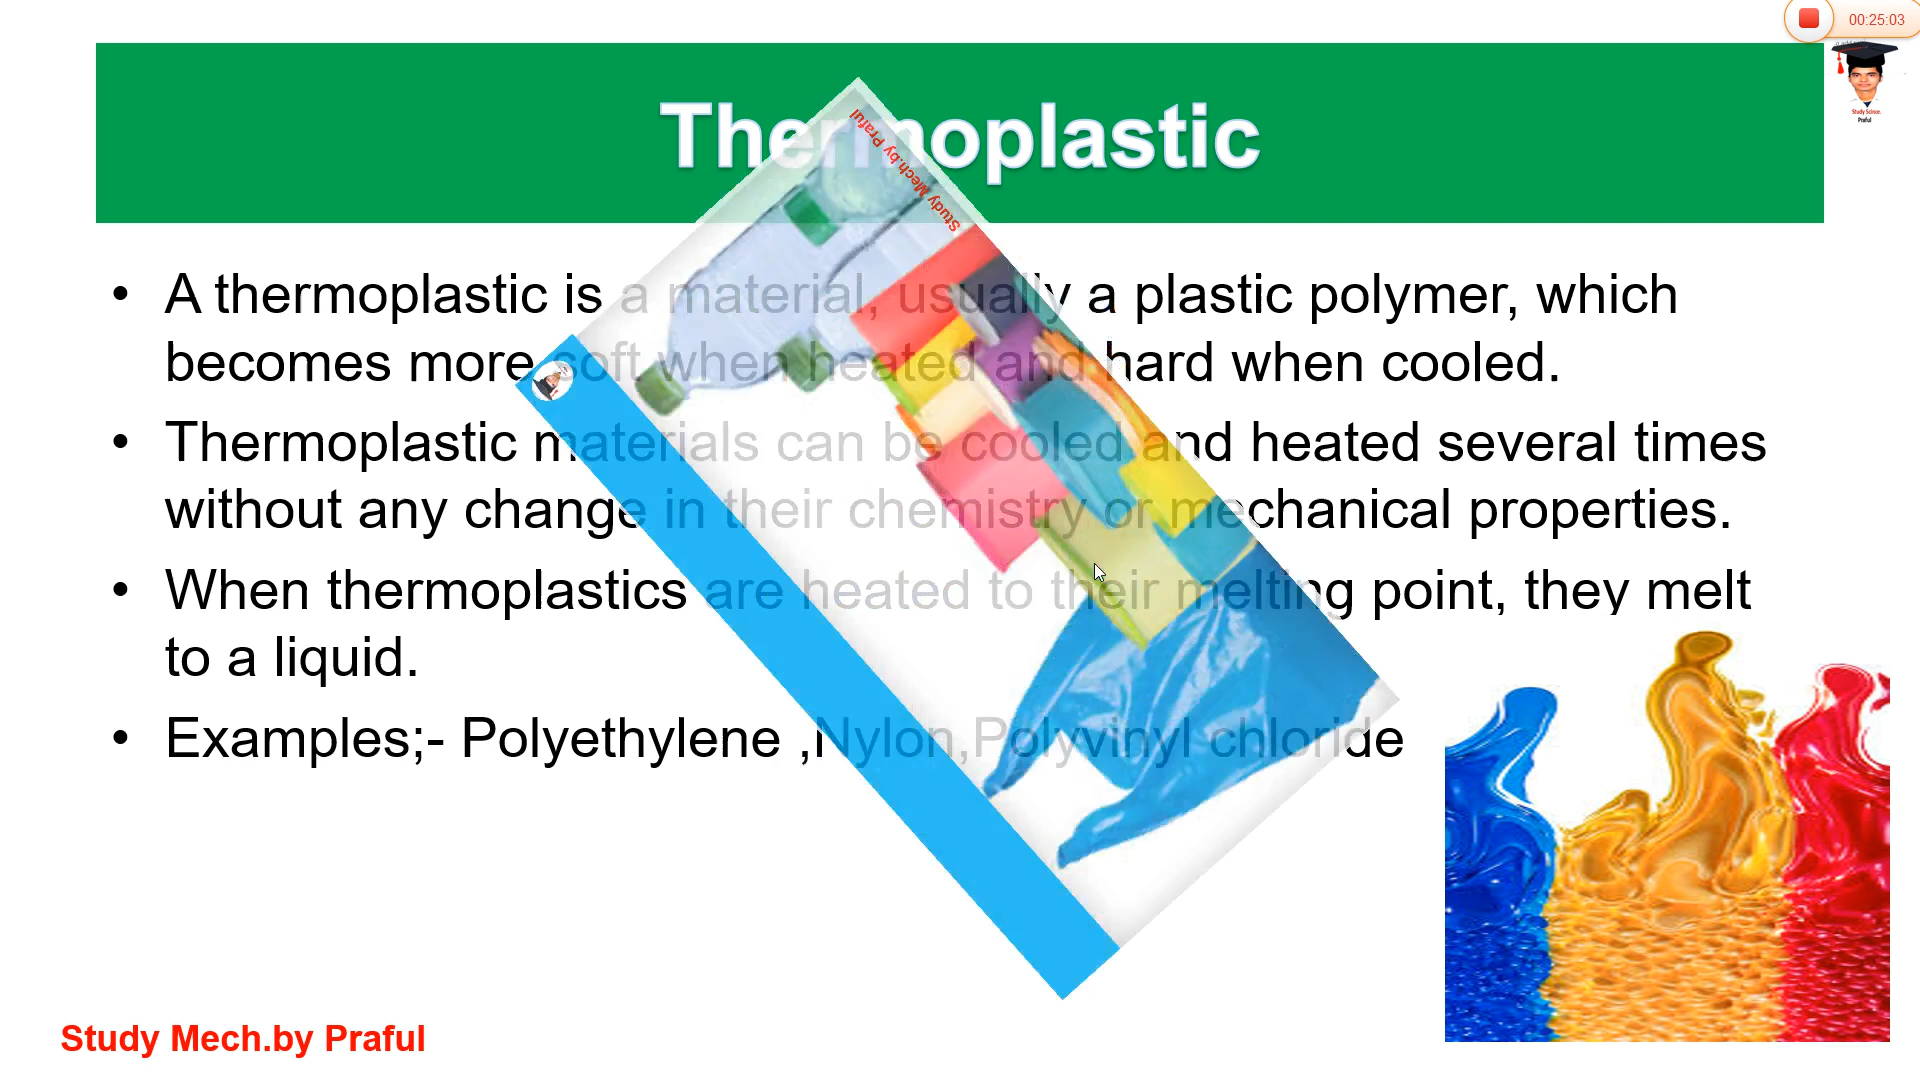 00:25:03
Thermoplastic
Study Scince.
Praful
Study Mech.by Praful
• A thermoplastic is a material, usually a plastic polymer, which
becomes more soft when heated and hard when cooled.
• Thermoplastic materials can be cooled and heated several times
without any change in their chemistry or mechanical properties.
• When thermoplastics are heated to their melting point, they melt
to a liquid.
• Examples;- Polyethylene ,Nylon,Polyvinyl chloride
Study Mech.by Praful